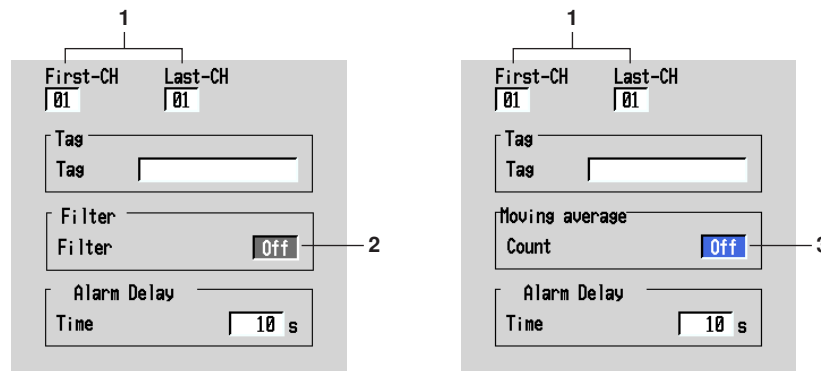 1
First-CH Last-CH
01 01
Tag
Tag
Filter
Filter Off 2
Alarm Delay
Time 10 s
1
First-CH Last-CH
01 01
Tag
Tag
Moving average
Count Off 3
Alarm Delay
Time 10 s